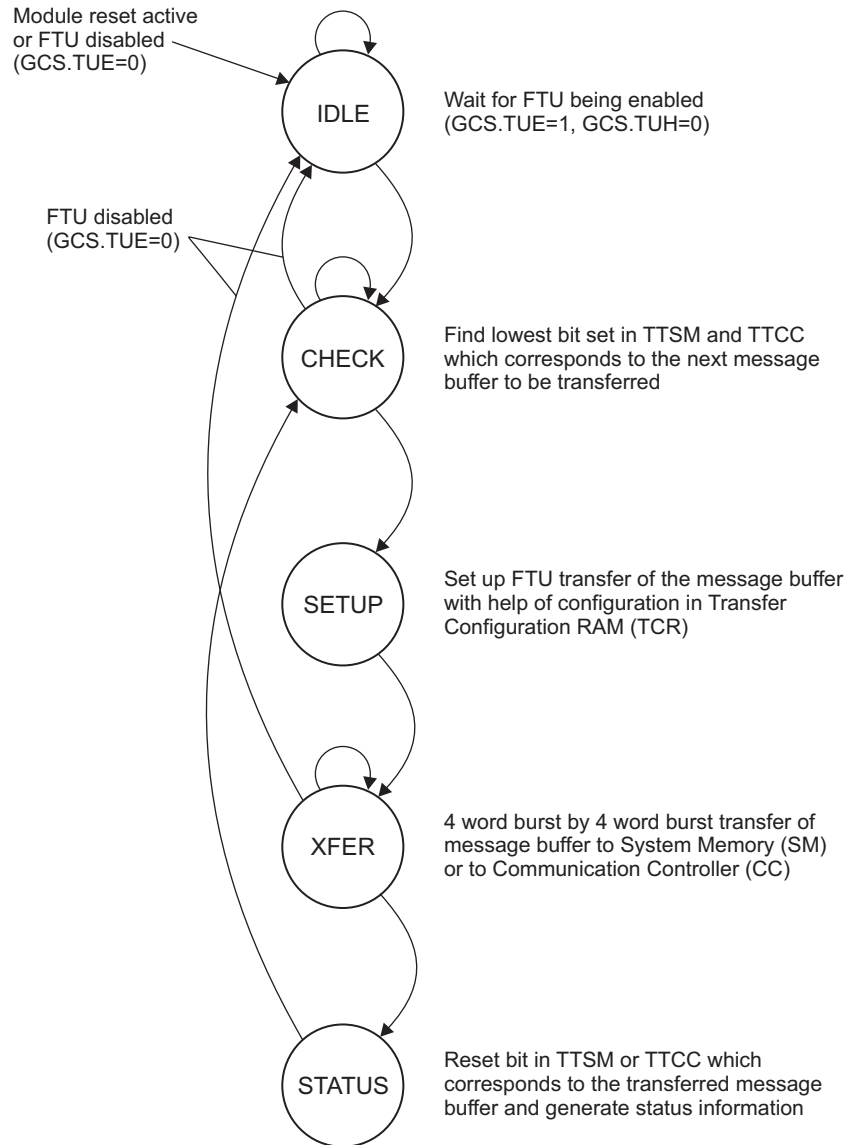 Module reset active
or FTU disabled
(GCS.TUE=0)
IDLE
Wait for FTU being enabled
(GCS.TUE=1, GCS.TUH=0)
FTU disabled
(GCS.TUE=0)
CHECK
Find lowest bit set in TTSM and TTCC
which corresponds to the next message
buffer to be transferred
SETUP
Set up FTU transfer of the message buffer
with help of configuration in Transfer
Configuration RAM (TCR)
XFER
4 word burst by 4 word burst transfer of
message buffer to System Memory (SM)
or to Communication Controller (CC)
STATUS
Reset bit in TTSM or TTCC which
corresponds to the transferred message
buffer and generate status information